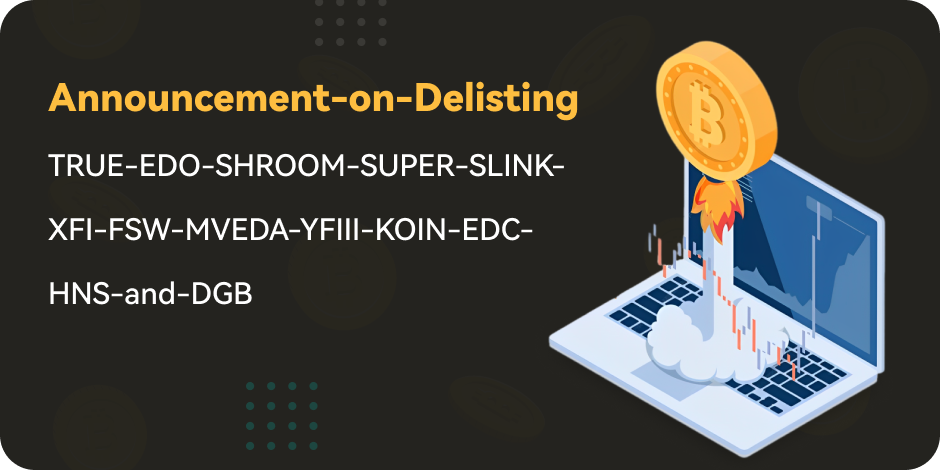 Announcement-on-Delisting
TRUE-EDO-SHROOM-SUPER-SLINK-
XFI-FSW-MVEDA-YFIII-KOIN-EDC-
HNS-and-DGB